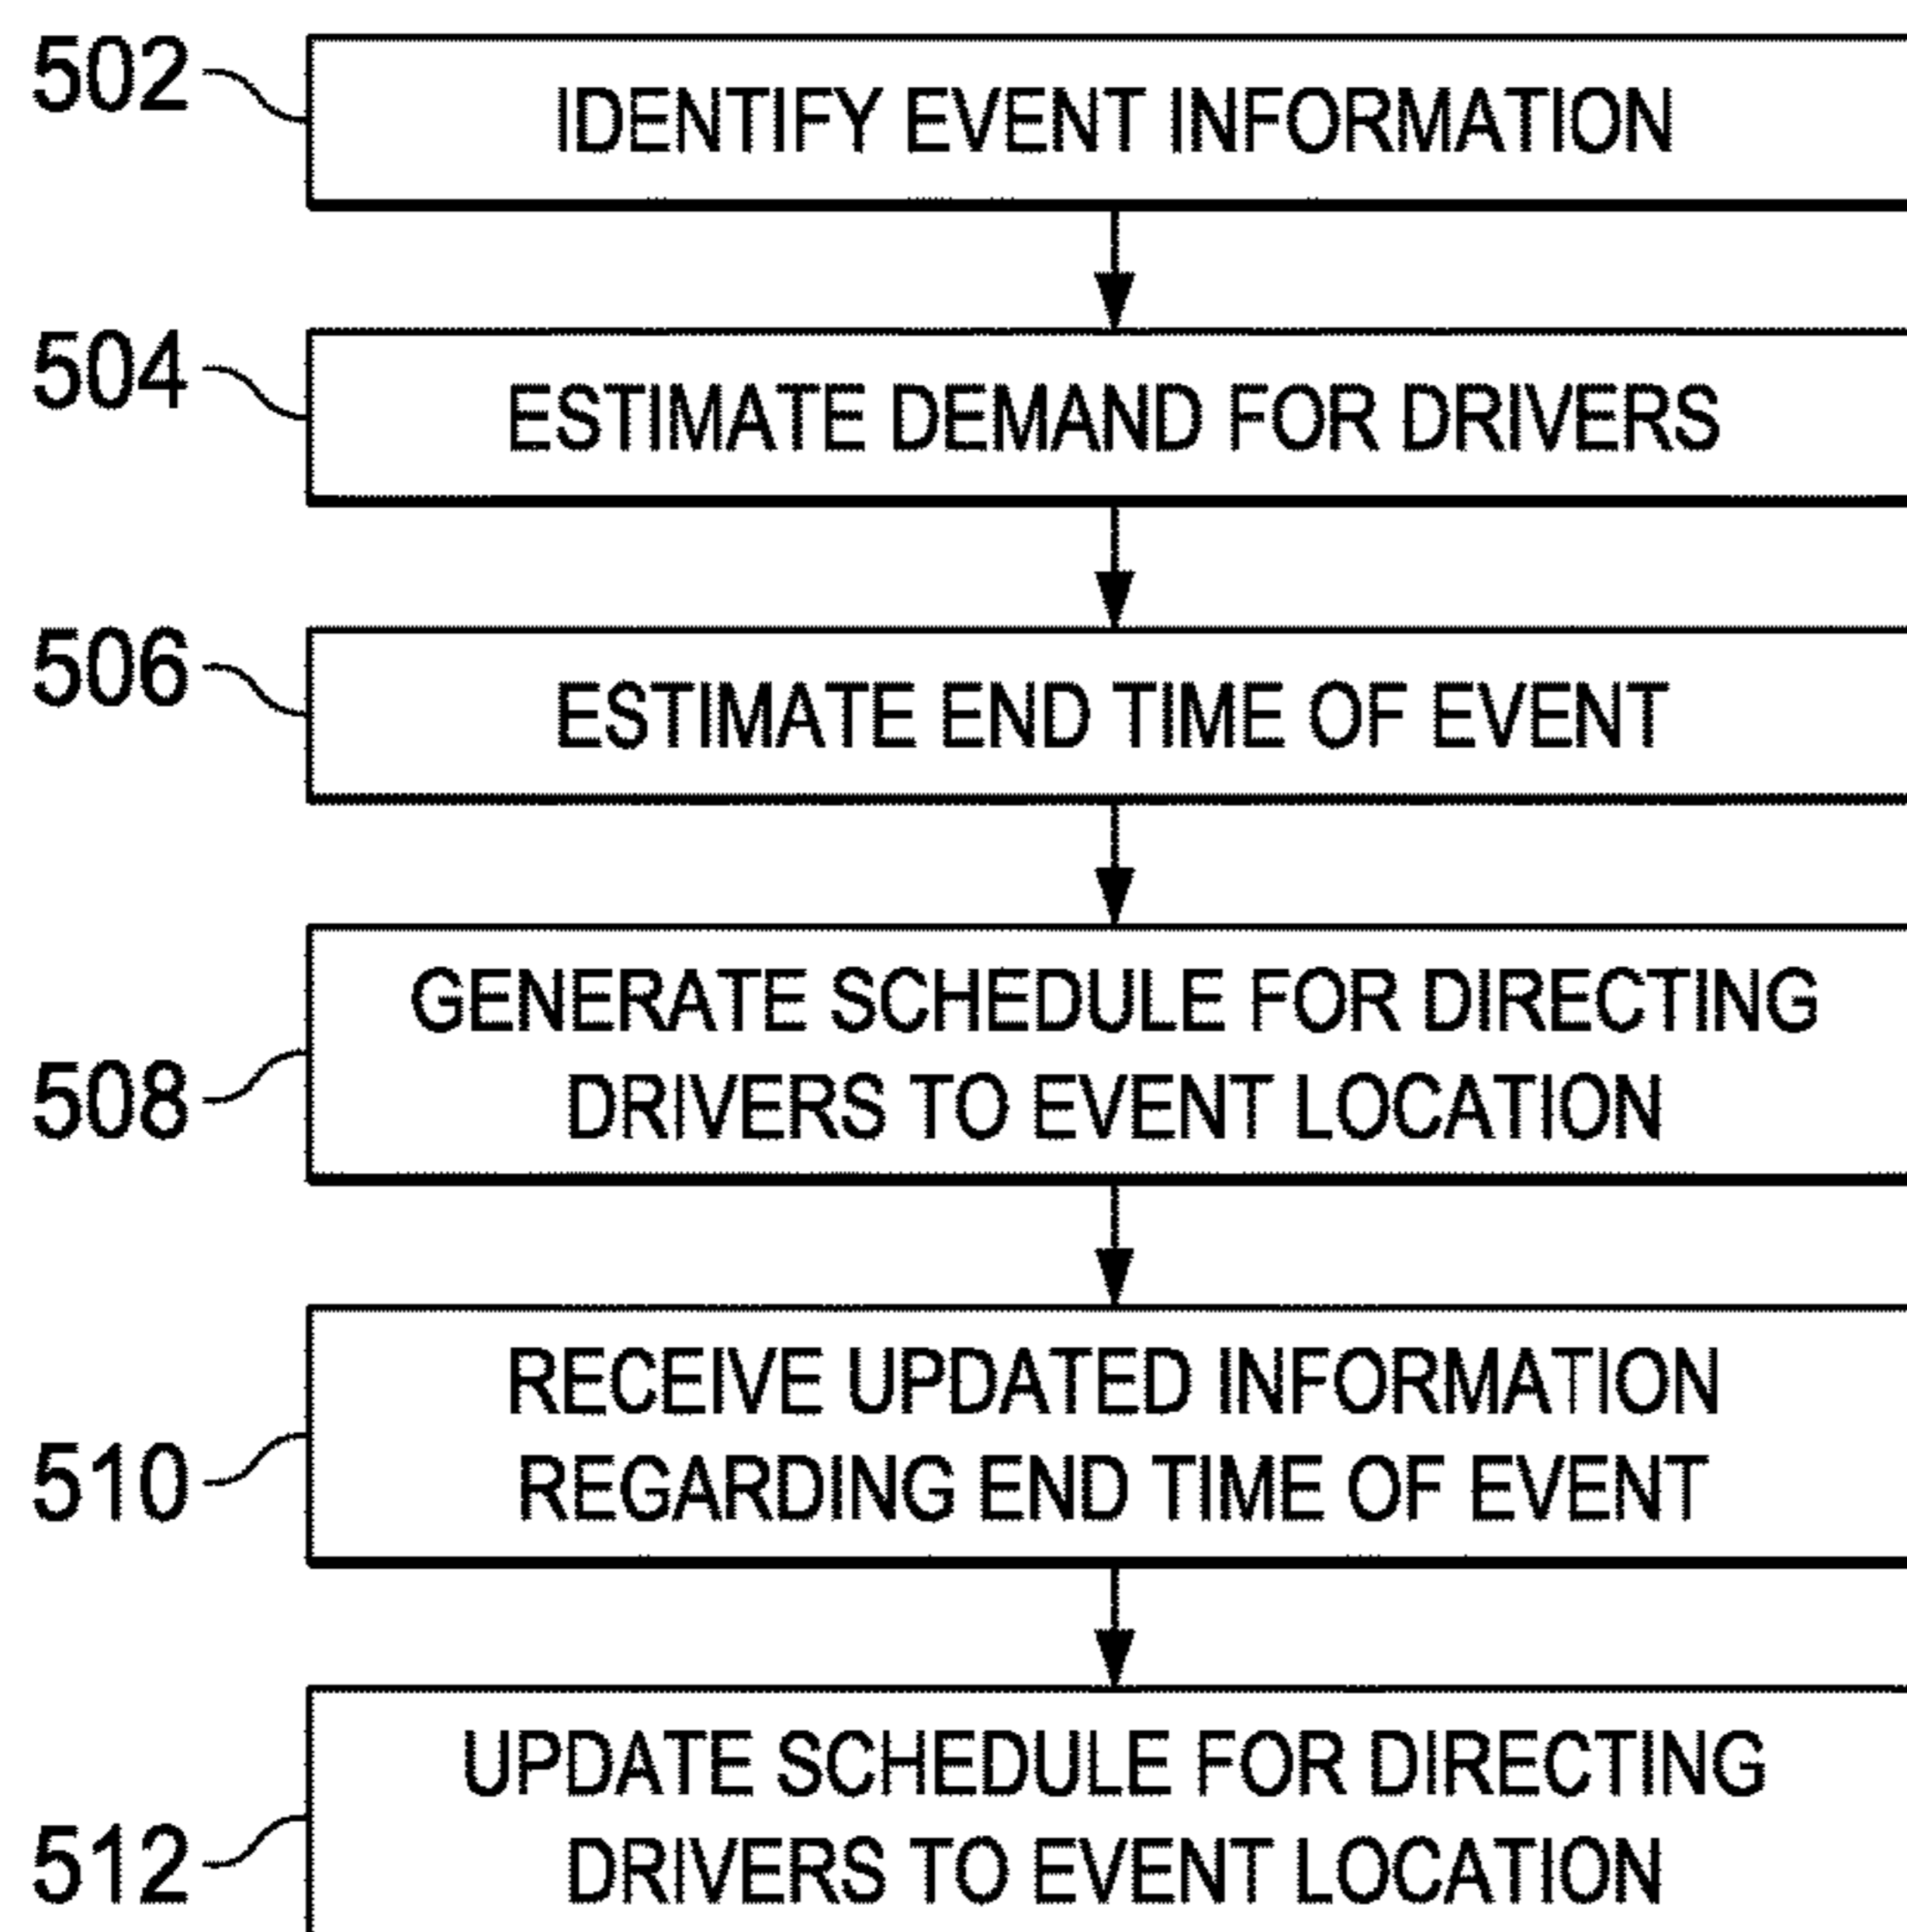 502
IDENTIFY EVENT INFORMATION
504
ESTIMATE DEMAND FOR DRIVERS
506
ESTIMATE END TIME OF EVENT
508
GENERATE SCHEDULE FOR DIRECTING
DRIVERS TO EVENT LOCATION
510
RECEIVE UPDATED INFORMATION
REGARDING END TIME OF EVENT
512
UPDATE SCHEDULE FOR DIRECTING
DRIVERS TO EVENT LOCATION